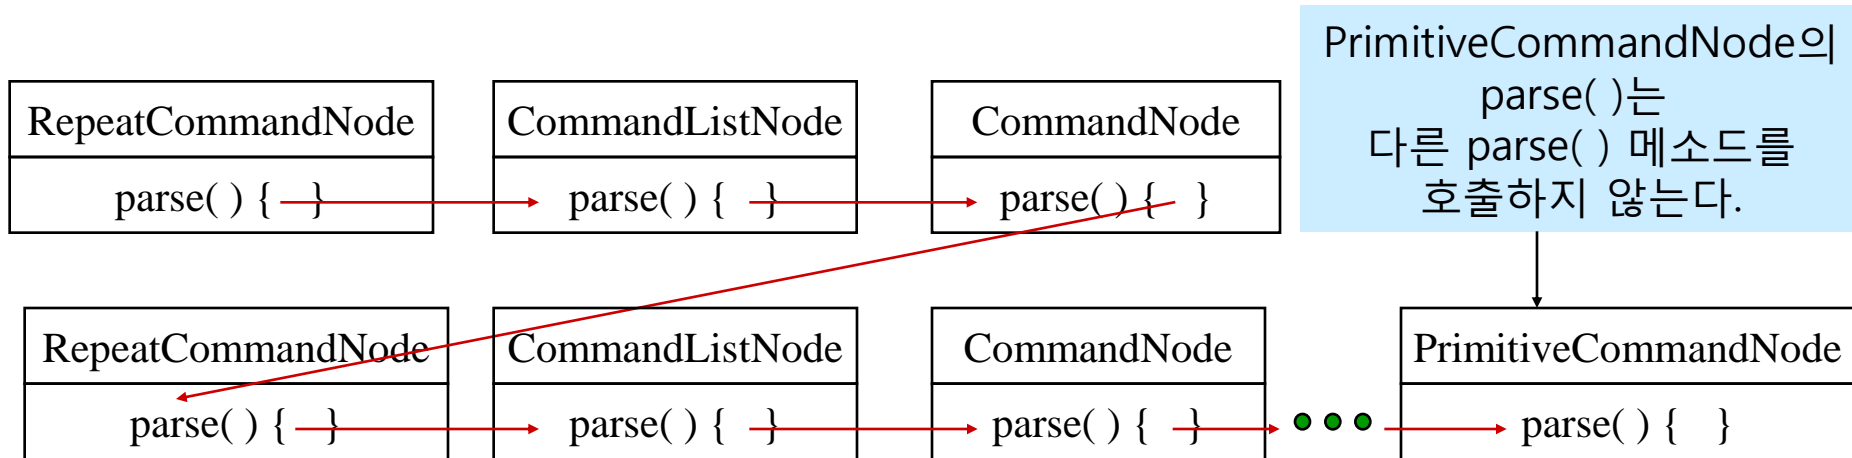 PrimitiveCommandNode의
parse( )는
다른 parse( ) 메소드를
호출하지 않는다.
RepeatCommandNode
parse( ) { }
CommandListNode
parse( ) { }
CommandNode
parse( ) { }
RepeatCommandNode
parse( ) { }
CommandListNode
parse( ) { }
CommandNode
parse( ) { }
PrimitiveCommandNode
parse( ) { }